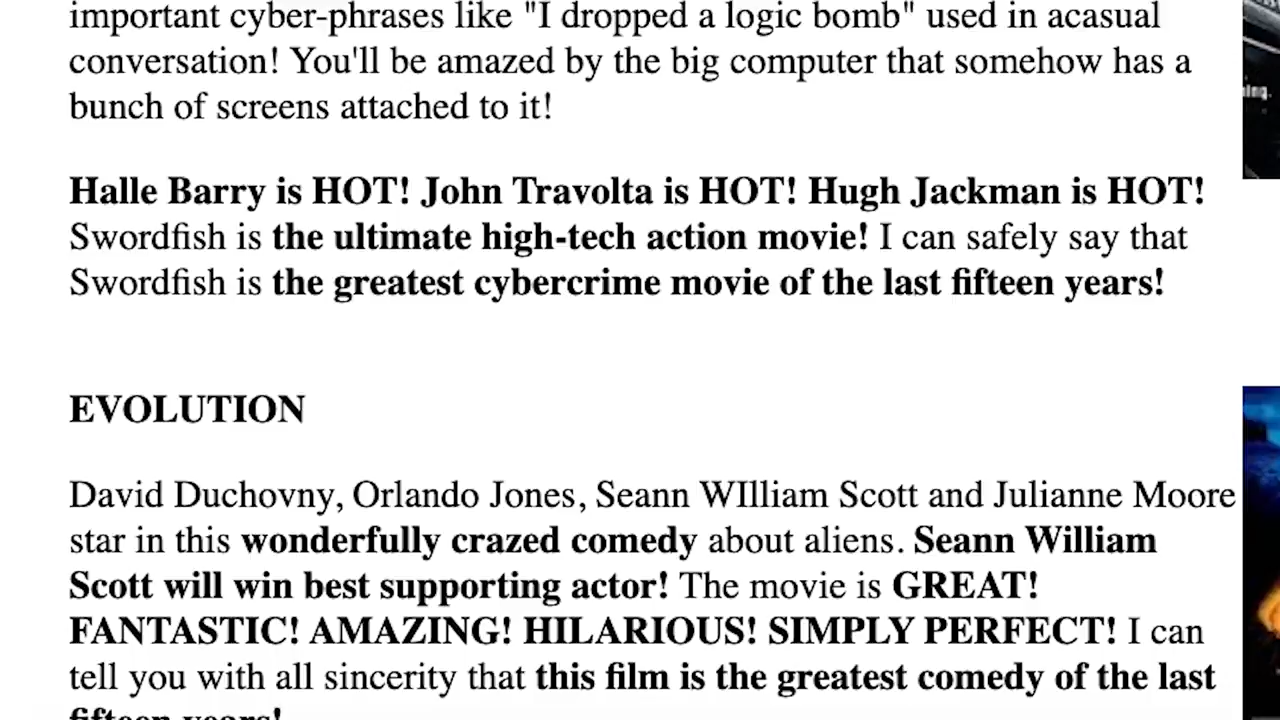 important cyber-phrases like "I dropped a logic bomb" used in acasual
conversation! You'll be amazed by the big computer that somehow has a
bunch of screens attached to it!
Halle Barry is HOT! John Travolta is HOT! Hugh Jackman is HOT!
Swordfish is the ultimate high-tech action movie! I can safely say that
Swordfish is the greatest cybercrime movie of the last fifteen years!
EVOLUTION
David Duchovny, Orlando Jones, Seann WIlliam Scott and Julianne Moore
star in this wonderfully crazed comedy about aliens. Seann William
Scott will win best supporting actor! The movie is GREAT!
FANTASTIC! AMAZING! HILARIOUS! SIMPLY PERFECT! I can
tell you with all sincerity that this film is the greatest comedy of the last
fifteen years!